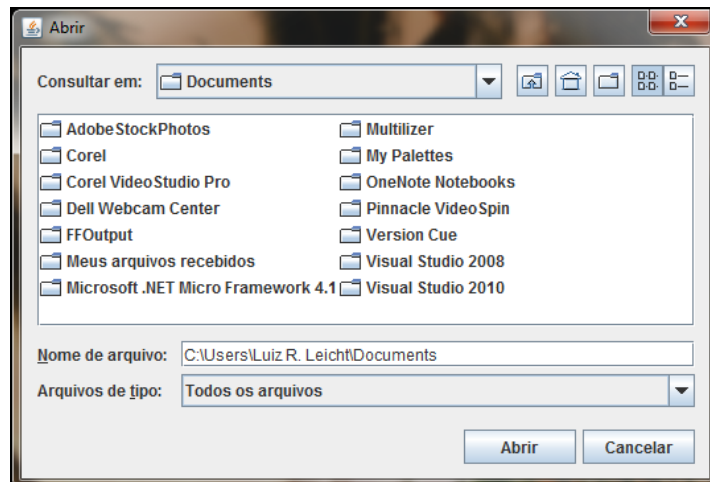 Abrir
Consultar em: Documents
AdobeStockPhotos
Corel
Corel VideoStudio Pro
Dell Webcam Center
FFOutput
Meus arquivos recebidos
Microsoft .NET Micro Framework 4.1
Multilizer
My Palettes
OneNote Notebooks
Pinnacle VideoSpin
Version Cue
Visual Studio 2008
Visual Studio 2010
Nome de arquivo: C:\Users\Luiz R. Leicht\Documents
Arquivos de tipo: Todos os arquivos
Abrir Cancelar